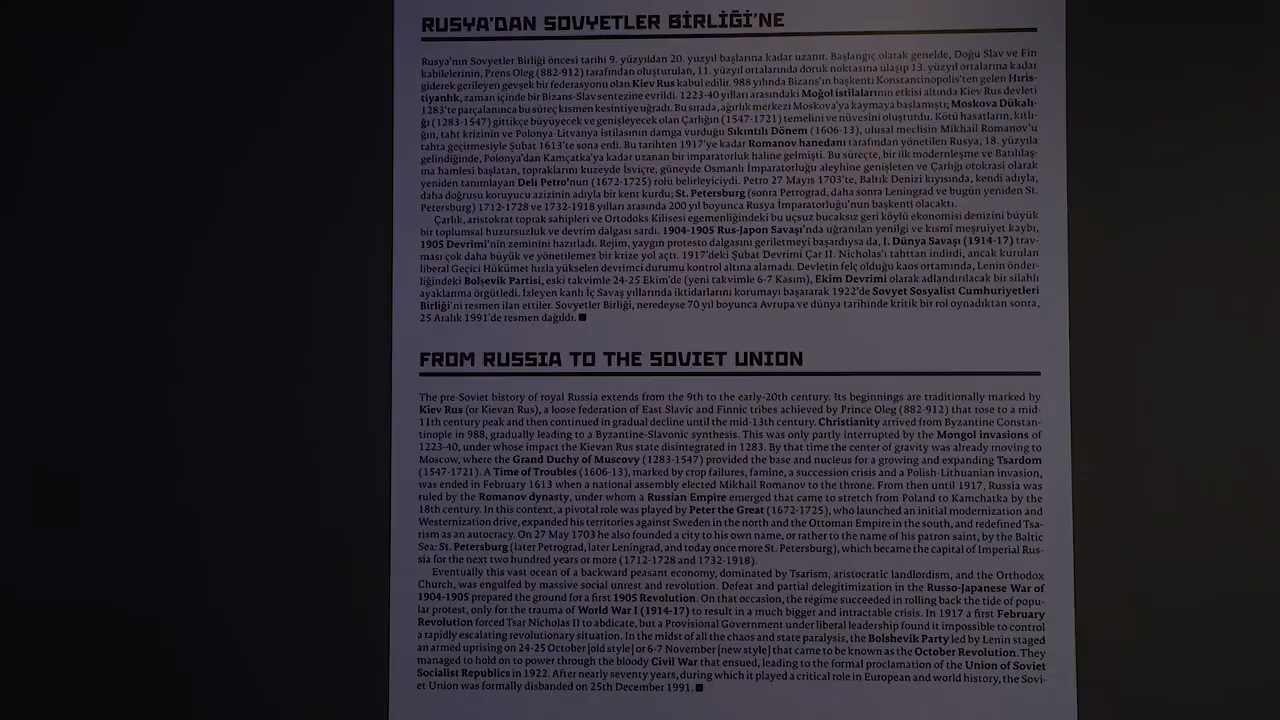 RUSYA'DAN SOVYETLER BİRLİĞİ'NE
Rusya'nın Sovyetler Birliği öncesi tarihi 9. yüzyıldan 20. yüzyıl başlarına kadar uzanır. Başlangıç olarak genelde, Doğu Slav ve Fin
kabilelerinin, Prens Oleg (882-912) tarafından oluşturulan, 11. yüzyıl ortalarında doruk noktasına ulaşıp 13. yüzyıl ortalarına kadar
giderek gerileyen gevşek bir federasyonu olan Kiev Rus kabul edilir. 988 yılında Bizans'ın başkenti Konstantinopolis'ten gelen Hıris-
tiyanlık, zaman içinde bir Bizans-Slav sentezine evrildi. 1223-40 yılları arasındaki Moğol istilalarının etkisi altında Kiev Rus devleti
1283'te parçalanınca bu süreç kısmen kesintiye uğradı. Bu sırada, ağırlık merkezi Moskova'ya kaymaya başlamıştı; Moskova Dükalı-
ğı (1283-1547) gittikçe büyüyecek ve genişleyecek olan Çarlığın (1547-1721) temelini ve nüvesini oluşturdu. Kötü hasatların, kıtlı-
ğın, taht krizinin ve Polonya-Litvanya istilasının damga vurduğu Sıkıntılı Dönem (1606-13), ulusal meclisin Mikhail Romanov'u
tahta geçirmesiyle Şubat 1613'te sona erdi. Bu tarihten 1917'ye kadar Romanov hanedanı tarafından yönetilen Rusya, 18. yüzyıla
gelindiğinde, Polonya'dan Kamçatka'ya kadar uzanan bir imparatorluk haline gelmişti. Bu süreçte, bir ilk modernleşme ve Batılılaş-
ma hamlesi başlatan, topraklarını kuzeyde İsviçre, güneyde Osmanlı İmparatorluğu aleyhine genişleten ve Çarlığı otokrasi olarak
yeniden tanımlayan Deli Petro'nun (1672-1725) rolü belirleyiciydi. Petro 27 Mayıs 1703'te, Baltık Denizi kıyısında, kendi adıyla,
daha doğrusu koruyucu azizinin adıyla bir kent kurdu; St. Petersburg (sonra Petrograd, daha sonra Leningrad ve bugün yeniden St.
Petersburg) 1712-1728 ve 1732-1918 yılları arasında 200 yıl boyunca Rusya İmparatorluğu'nun başkenti olacaktı.
Çarlık, aristokrat toprak sahipleri ve Ortodoks Kilisesi egemenliğindeki bu uçsuz bucaksız geri köylü ekonomisi denizini büyük
bir toplumsal huzursuzluk ve devrim dalgası sardı. 1904-1905 Rus-Japon Savaşı'nda uğranılan yenilgi ve kısmî meşruiyet kaybı,
1905 Devrimi'nin zeminini hazırladı. Rejim, yaygın protesto dalgasını geriletmeyi başardıysa da, I. Dünya Savaşı (1914-17) trav-
ması çok daha büyük ve yönetilemez bir krize yol açtı. 1917'deki Şubat Devrimi Çar II. Nicholas'ı tahttan indirdi, ancak kurulan
liberal Geçici Hükümet hızla yükselen devrimci durumu kontrol altına alamadı. Devletin felç olduğu kaos ortamında, Lenin önder-
liğindeki Bolşevik Partisi, eski takvimle 24-25 Ekim'de (yeni takvimle 6-7 Kasım), Ekim Devrimi olarak adlandırılacak bir silahlı
ayaklanma örgütledi. İzleyen kanlı İç Savaş yıllarında iktidarlarını korumayı başararak 1922'de Sovyet Sosyalist Cumhuriyetleri
Birliği'ni resmen ilan ettiler. Sovyetler Birliği, neredeyse 70 yıl boyunca Avrupa ve dünya tarihinde kritik bir rol oynadıktan sonra,
25 Aralık 1991'de resmen dağıldı. ■
FROM RUSSIA TO THE SOVIET UNION
The pre-Soviet history of royal Russia extends from the 9th to the early-20th century. Its beginnings are traditionally marked by
Kiev Rus (or Kievan Rus), a loose federation of East Slavic and Finnic tribes achieved by Prince Oleg (882-912) that rose to a mid-
11th century peak and then continued in gradual decline until the mid-13th century. Christianity arrived from Byzantine Constan-
tinople in 988, gradually leading to a Byzantine-Slavonic synthesis. This was only partly interrupted by the Mongol invasions of
1223-40, under whose impact the Kievan Rus state disintegrated in 1283. By that time the center of gravity was already moving to
Moscow, where the Grand Duchy of Muscovy (1283-1547) provided the base and nucleus for a growing and expanding Tsardom
(1547-1721). A Time of Troubles (1606-13), marked by crop failures, famine, a succession crisis and a Polish-Lithuanian invasion,
was ended in February 1613 when a national assembly elected Mikhail Romanov to the throne. From then until 1917, Russia was
ruled by the Romanov dynasty, under whom a Russian Empire emerged that came to stretch from Poland to Kamchatka by the
18th century. In this context, a pivotal role was played by Peter the Great (1672-1725), who launched an initial modernization and
Westernization drive, expanded his territories against Sweden in the north and the Ottoman Empire in the south, and redefined Tsa-
rism as an autocracy. On 27 May 1703 he also founded a city to his own name, or rather to the name of his patron saint, by the Baltic
Sea: St. Petersburg (later Petrograd, later Leningrad, and today once more St. Petersburg), which became the capital of Imperial Rus-
sia for the next two hundred years or more (1712-1728 and 1732-1918).
Eventually this vast ocean of a backward peasant economy, dominated by Tsarism, aristocratic landlordism, and the Orthodox
Church, was engulfed by massive social unrest and revolution. Defeat and partial delegitimization in the Russo-Japanese War of
1904-1905 prepared the ground for a first 1905 Revolution. On that occasion, the régime succeeded in rolling back the tide of popu-
lar protest, only for the trauma of World War I (1914-17) to result in a much bigger and intractable crisis. In 1917 a first February
Revolution forced Tsar Nicholas II to abdicate, but a Provisional Government under liberal leadership found it impossible to control
a rapidly escalating revolutionary situation. In the midst of all the chaos and state paralysis, the Bolshevik Party led by Lenin staged
an armed uprising on 24-25 October [old style] or 6-7 November [new style] that came to be known as the October Revolution. They
managed to hold on to power through the bloody Civil War that ensued, leading to the formal proclamation of the Union of Soviet
Socialist Republics in 1922. After nearly seventy years, during which it played a critical role in European and world history, the Sovi-
et Union was formally disbanded on 25th December 1991. ■